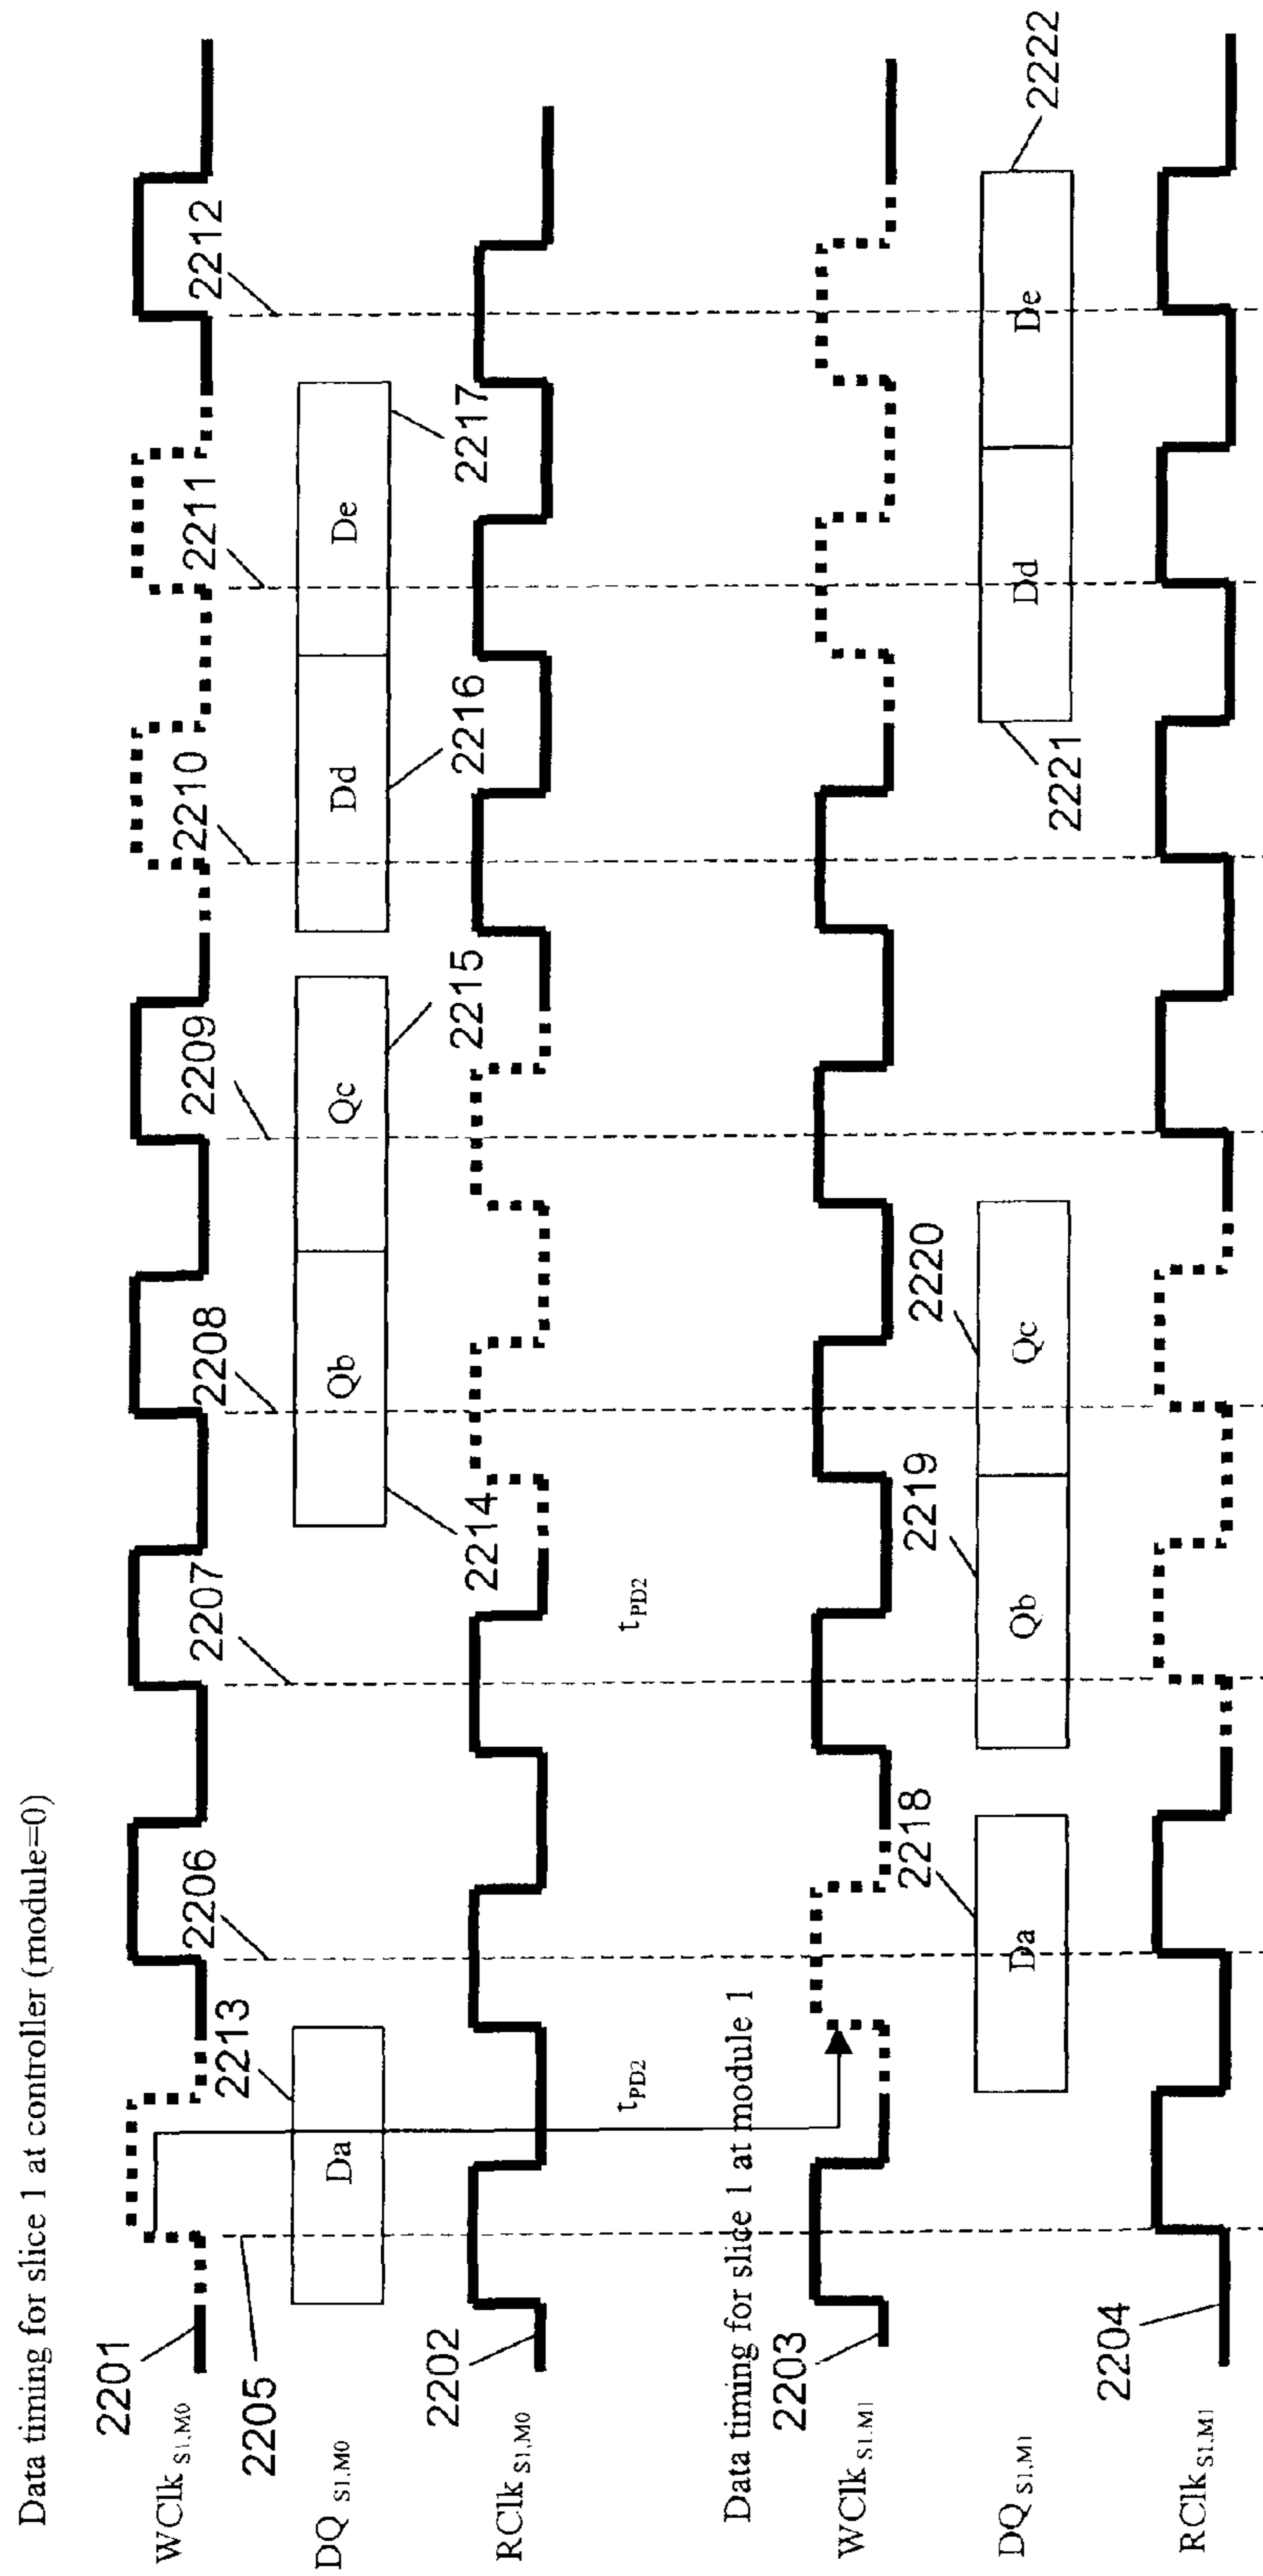 Data timing for slice 1 at controller (module=0)
2201
WClk S1,M0
2205
2206
2207
2208
2209
2210
2211
2212
DQ S1,M0
Da
2213
Qb
2214
Qc
2215
Dd
2216
De
2217
RClk S1,M0
2202
tPD2
tPD2
Data timing for slice 1 at module 1
WClk S1,M1
2203
DQ S1,M1
Da
2218
Qb
2219
Qc
2220
Dd
2221
De
2222
RClk S1,M1
2204